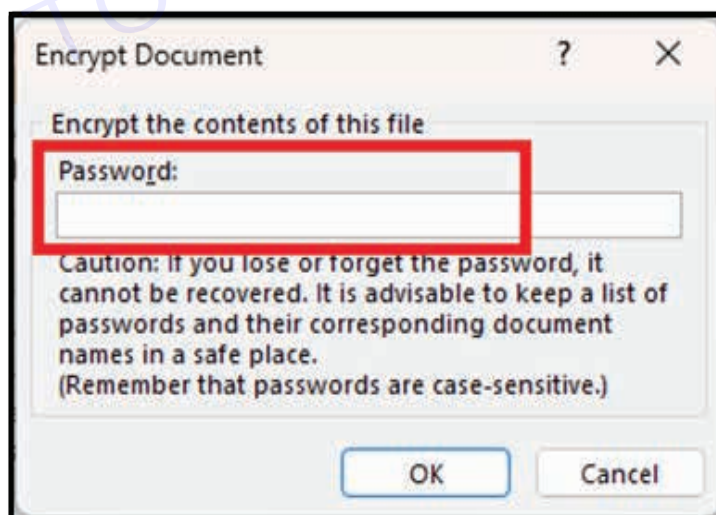 Encrypt Document ? ×
Encrypt the contents of this file
Password:
Caution: If you lose or forget the password, it
cannot be recovered. It is advisable to keep a list of
passwords and their corresponding document
names in a safe place.
(Remember that passwords are case-sensitive.)
OK Cancel